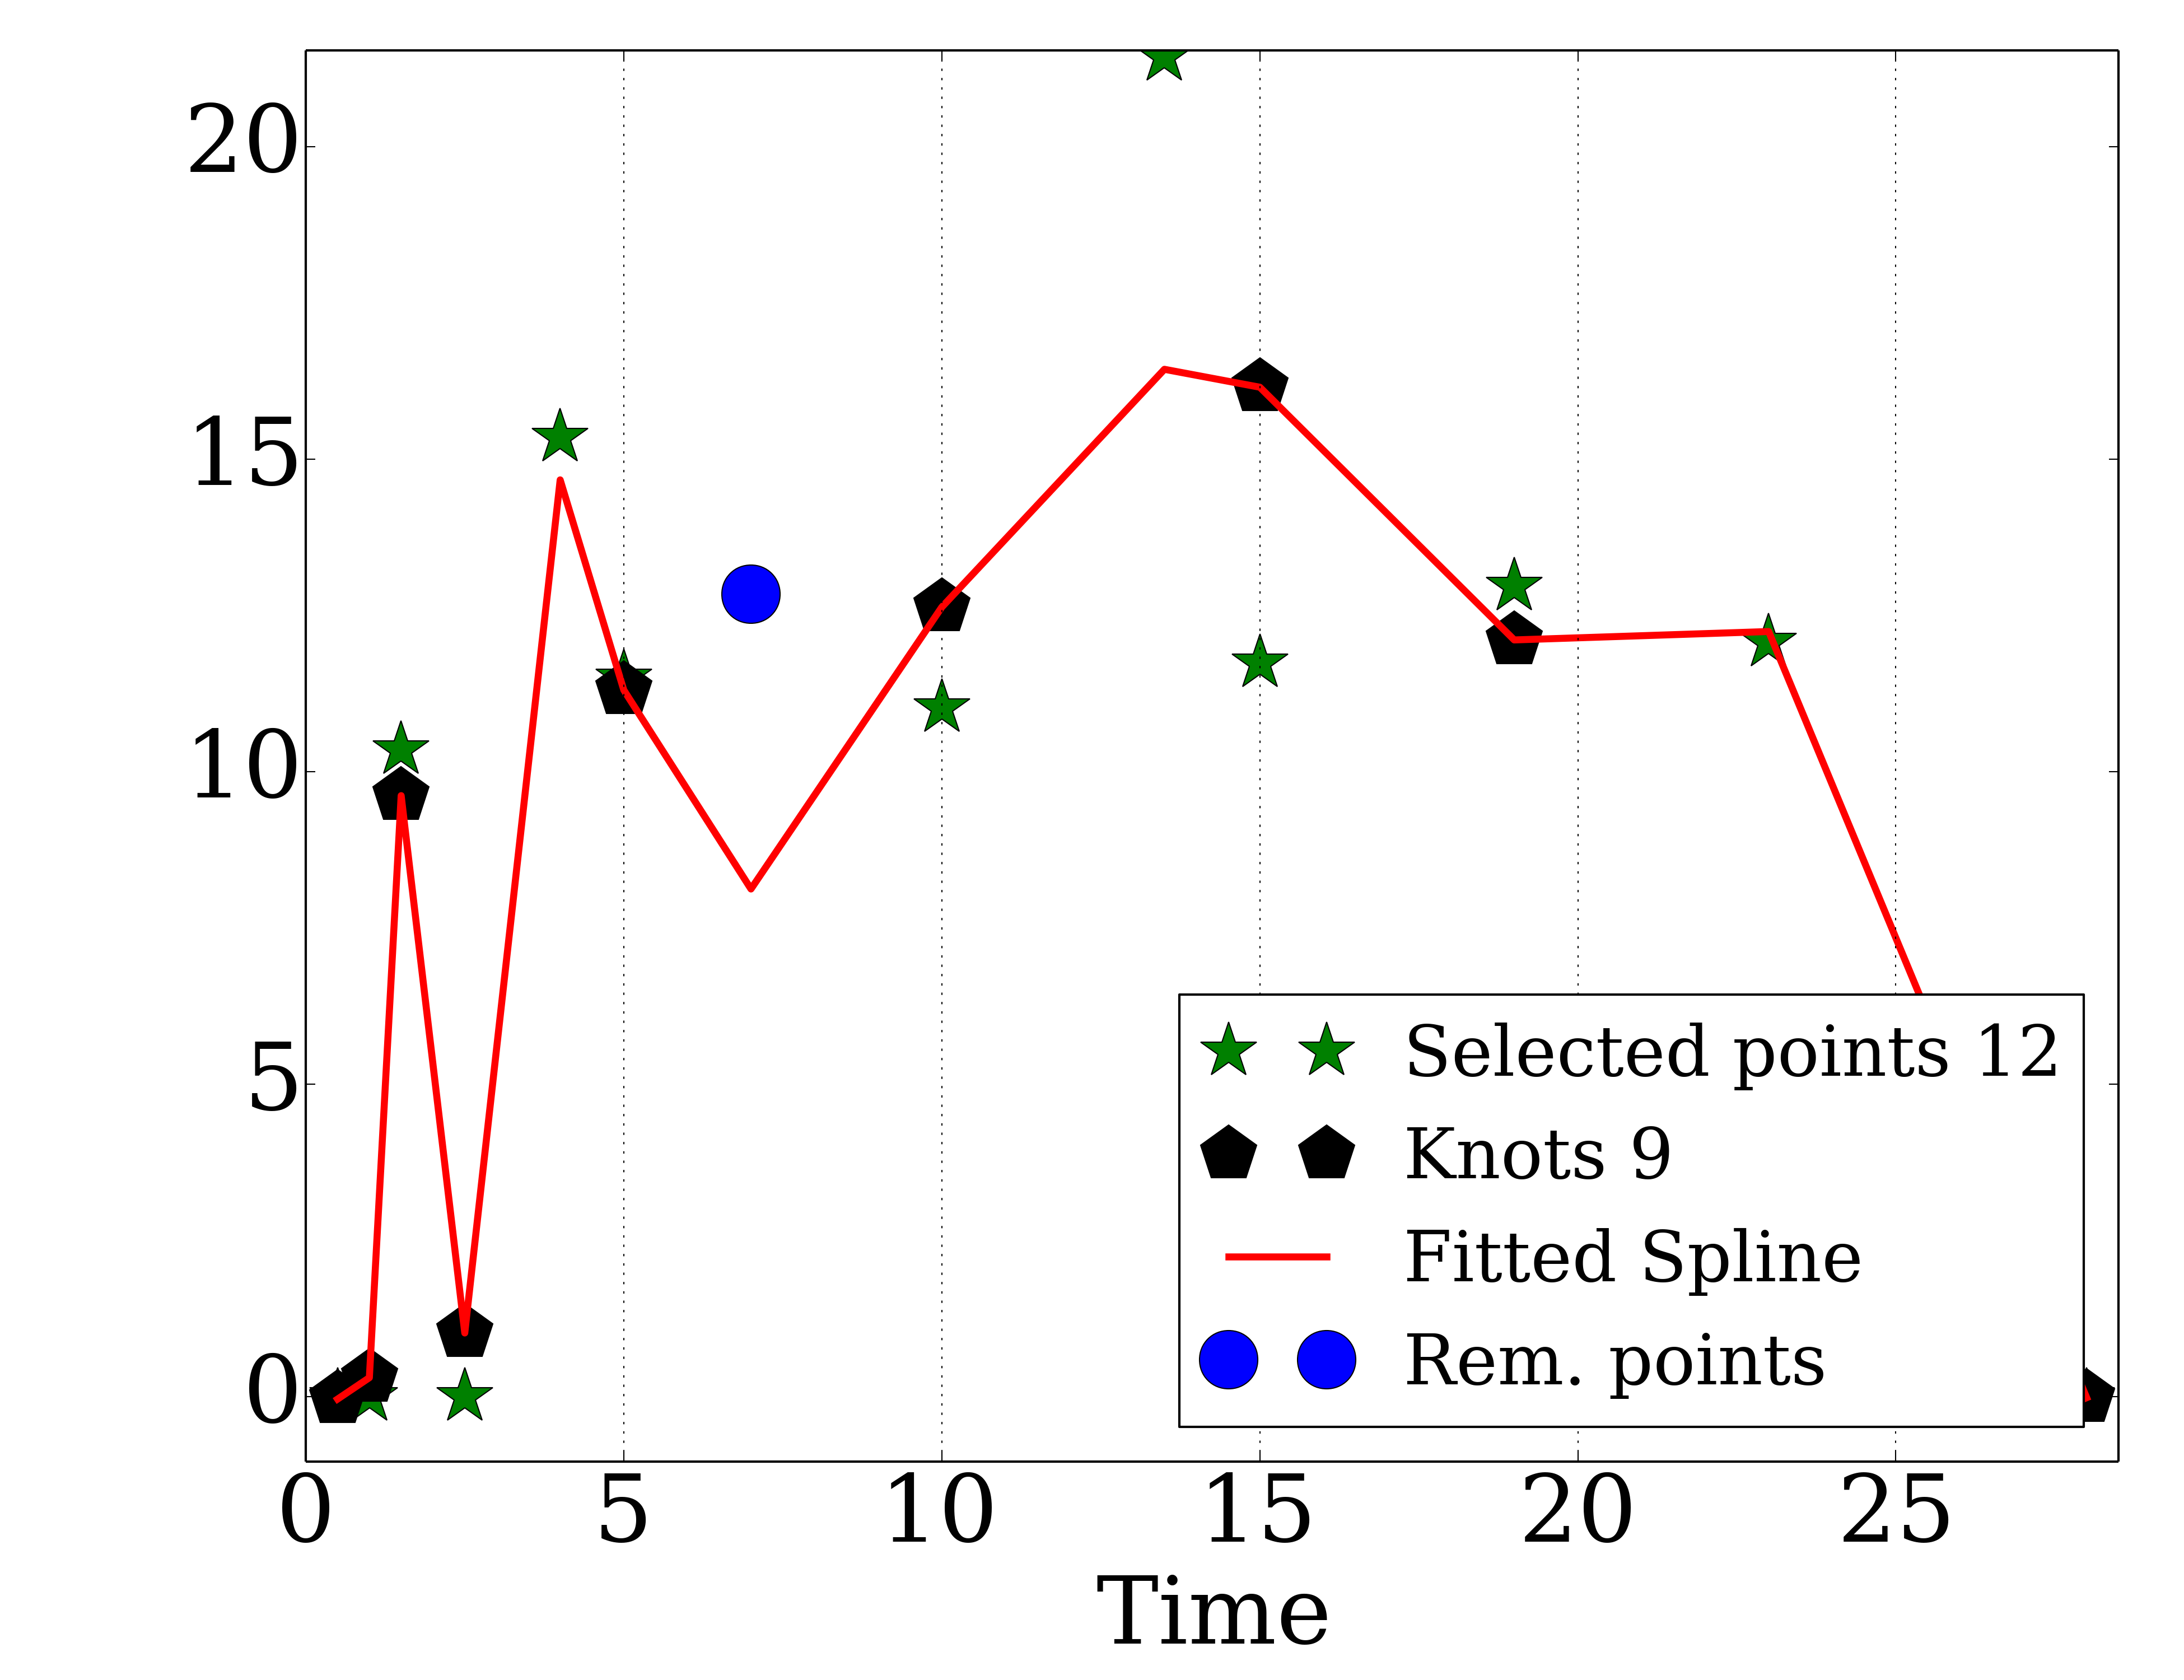 20
15
10
5
0
0 5 10 15 20 25
Time
Selected points 12
Knots 9
Fitted Spline
Rem. points